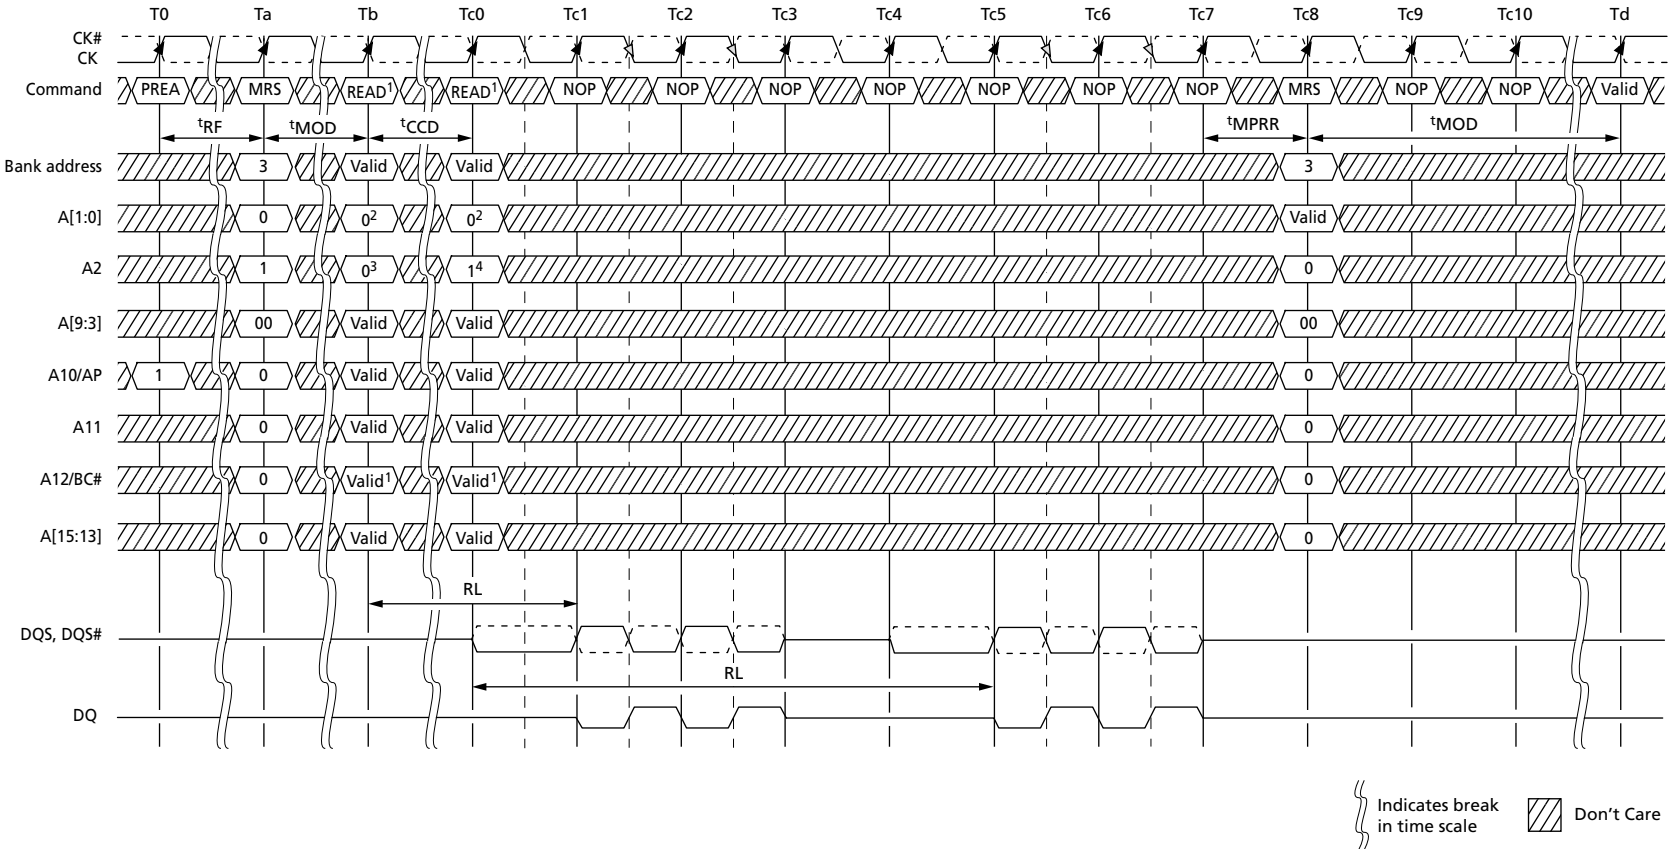 T0 Ta Tb Tc0 Tc1 Tc2 Tc3 Tc4 Tc5 Tc6 Tc7 Tc8 Tc9 Tc10 Td
CK#
CK
Command PREA MRS READ1 READ1 NOP NOP NOP NOP NOP NOP NOP MRS NOP NOP Valid
tRF tMOD tCCD tMPRR tMOD
Bank address 3 Valid Valid 3
A[1:0] 0 0² 0² Valid
A2 1 0³ 1⁴ 0
A[9:3] 00 Valid Valid 00
A10/AP 1 0 Valid Valid 0
A11 0 Valid Valid 0
A12/BC# 0 Valid¹ Valid¹ 0
A[15:13] 0 Valid Valid 0
RL
DQS, DQS#
RL
DQ
Indicates break
in time scale
Don't Care